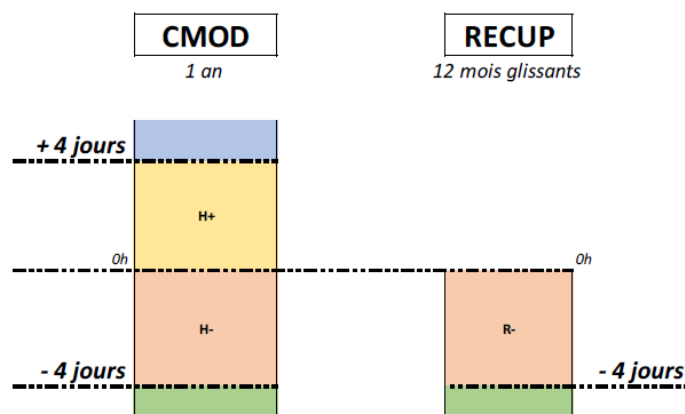 CMOD
RECUP
1 an
12 mois glissants
+ 4 jours
H+
0h
0h
H-
R-
- 4 jours
- 4 jours